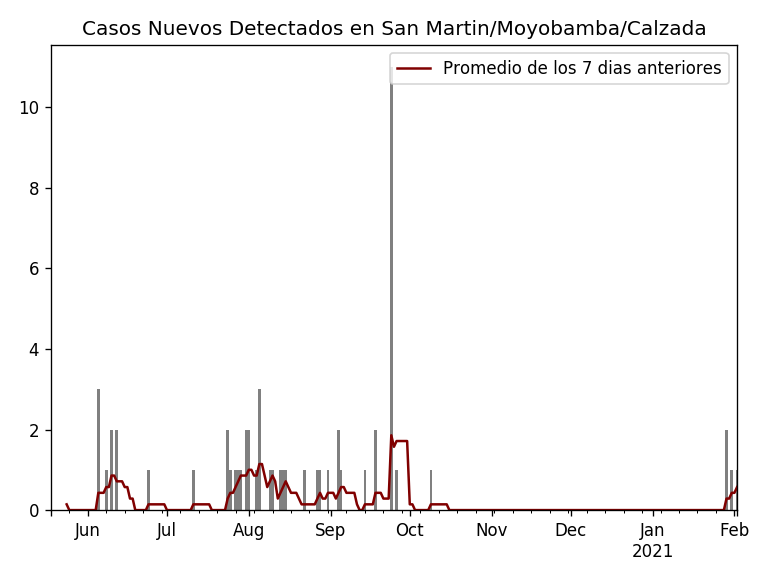 Casos Nuevos Detectados en San Martin/Moyobamba/Calzada
Promedio de los 7 dias anteriores
10
8
6
4
2
0
Jun Jul Aug Sep Oct Nov Dec Jan Feb
2021